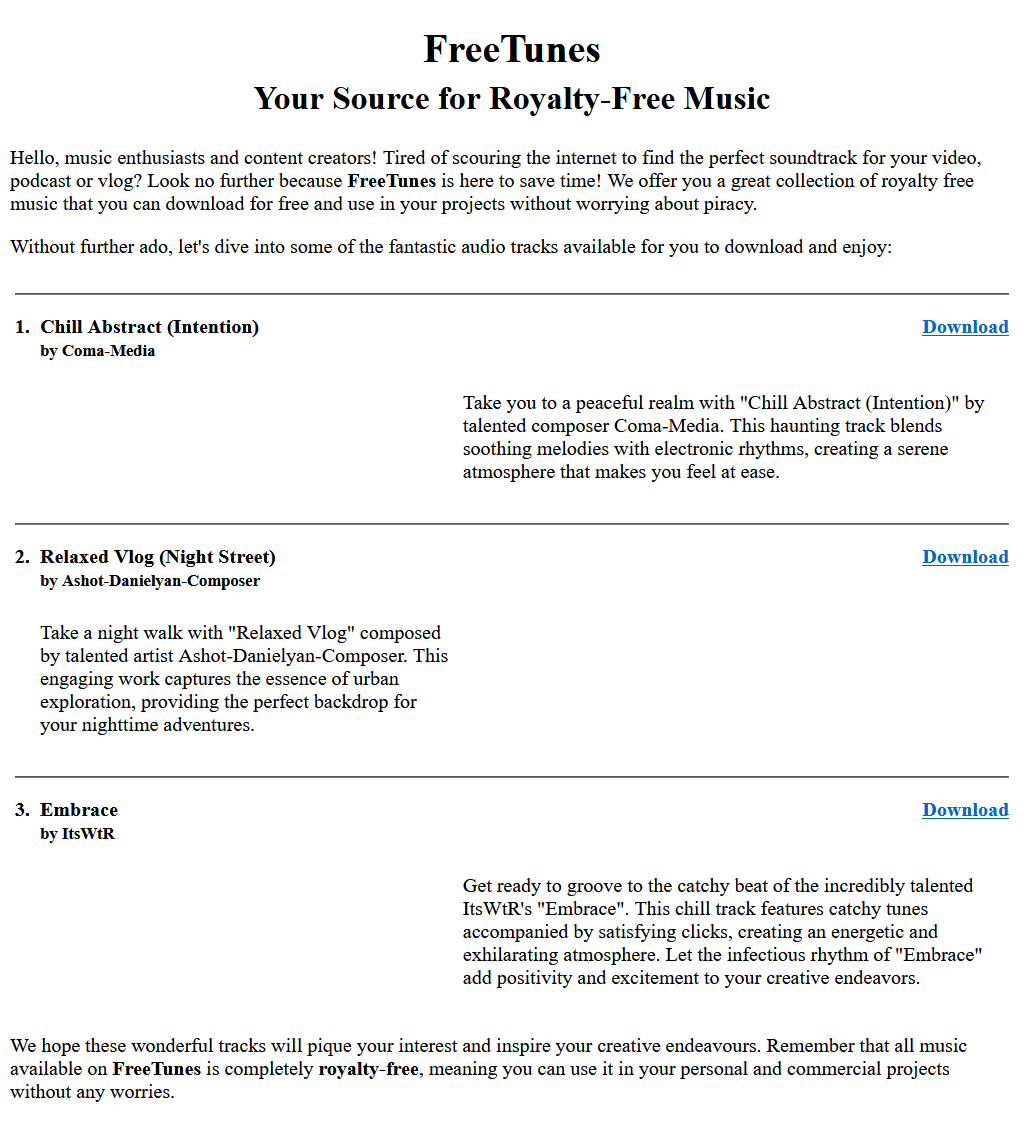 FreeTunes
Your Source for Royalty-Free Music
Hello, music enthusiasts and content creators! Tired of scouring the internet to find the perfect soundtrack for your video,
podcast or vlog? Look no further because FreeTunes is here to save time! We offer you a great collection of royalty free
music that you can download for free and use in your projects without worrying about piracy.
Without further ado, let's dive into some of the fantastic audio tracks available for you to download and enjoy:
1. Chill Abstract (Intention) Download
by Coma-Media
Take you to a peaceful realm with "Chill Abstract (Intention)" by
talented composer Coma-Media. This haunting track blends
soothing melodies with electronic rhythms, creating a serene
atmosphere that makes you feel at ease.
2. Relaxed Vlog (Night Street) Download
by Ashot-Danielyan-Composer
Take a night walk with "Relaxed Vlog" composed
by talented artist Ashot-Danielyan-Composer. This
engaging work captures the essence of urban
exploration, providing the perfect backdrop for
your nighttime adventures.
3. Embrace Download
by ItsWtR
Get ready to groove to the catchy beat of the incredibly talented
ItsWtR's "Embrace". This chill track features catchy tunes
accompanied by satisfying clicks, creating an energetic and
exhilarating atmosphere. Let the infectious rhythm of "Embrace"
add positivity and excitement to your creative endeavors.
We hope these wonderful tracks will pique your interest and inspire your creative endeavours. Remember that all music
available on FreeTunes is completely royalty-free, meaning you can use it in your personal and commercial projects
without any worries.